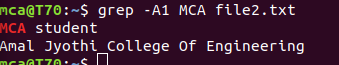 mca@T70:~$ grep -A1 MCA file2.txt
MCA student
Amal Jyothi College Of Engineering
mca@T70:~$